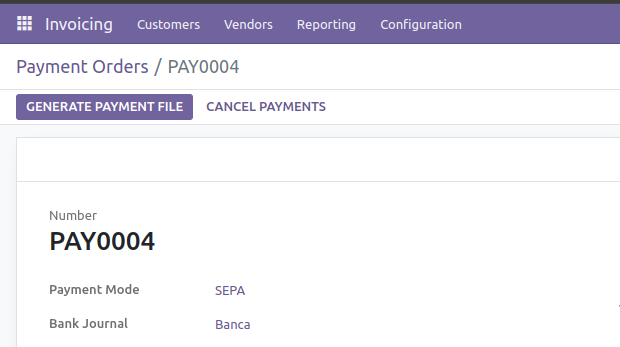 Invoicing Customers Vendors Reporting Configuration
Payment Orders / PAY0004
GENERATE PAYMENT FILE CANCEL PAYMENTS
Number
PAY0004
Payment Mode SEPA
Bank Journal Banca